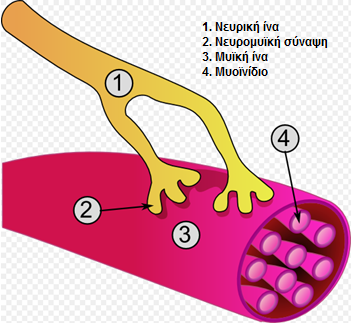 1. Νευρική ίνα
2. Νευρομυϊκή σύναψη
3. Μυϊκή ίνα
4. Μυοϊνίδιο
1
2
3
4